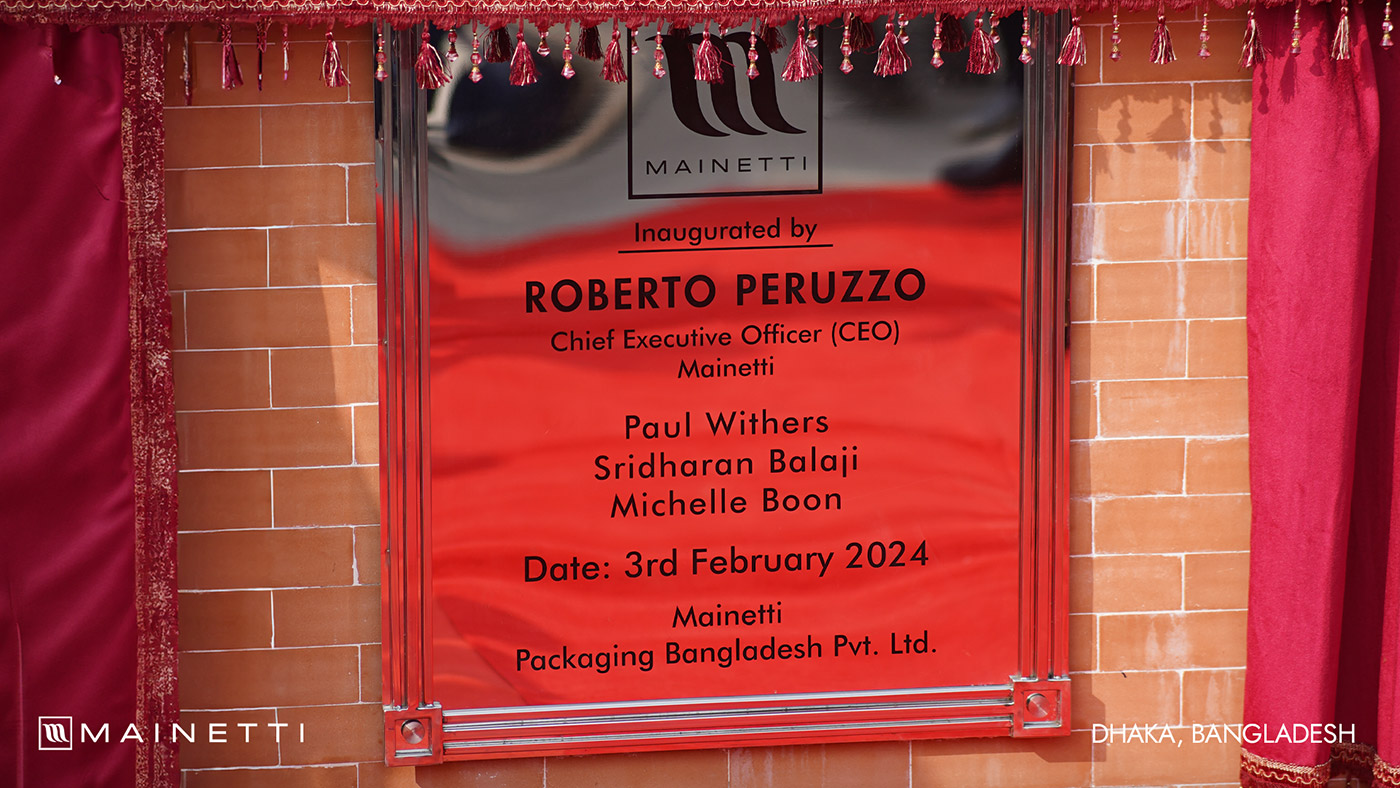 MAINETTI
Inaugurated by
ROBERTO PERUZZO
Chief Executive Officer (CEO)
Mainetti
Paul Withers
Sridharan Balaji
Michelle Boon
Date: 3rd February 2024
Mainetti
Packaging Bangladesh Pvt. Ltd.
MAINETTI
DHAKA, BANGLADESH